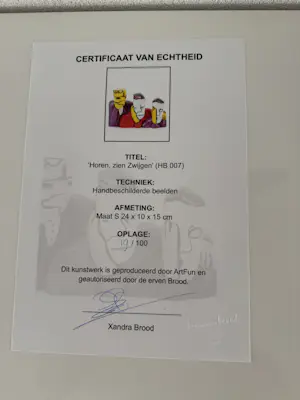 CERTIFICAAT VAN ECHTHEID
TITEL:
'Horen, zien Zwijgen' (HB 007)
TECHNIEK:
Handbeschilderde beelden
AFMETING:
Maat S 24 x 10 x 15 cm
OPLAGE:
/ 100
Dit kunstwerk is geproduceerd door ArtFun en
geautoriseerd door de erven Brood.
Xandra Brood